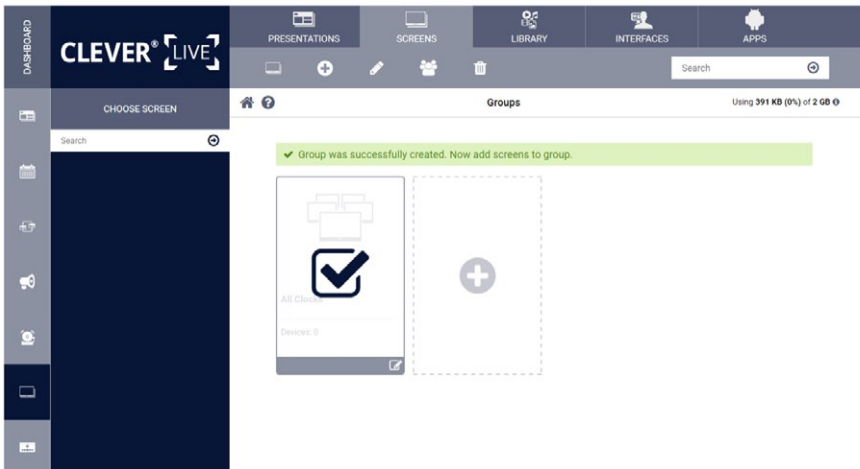 DASHBOARD
CLEVER® [LIVE]
PRESENTATIONS
SCREENS
LIBRARY
INTERFACES
APPS
Search
CHOOSE SCREEN
Groups
Using 391 KB (0%) of 2 GB
Search
Group was successfully created. Now add screens to group.
All Clocks
Devices: 0